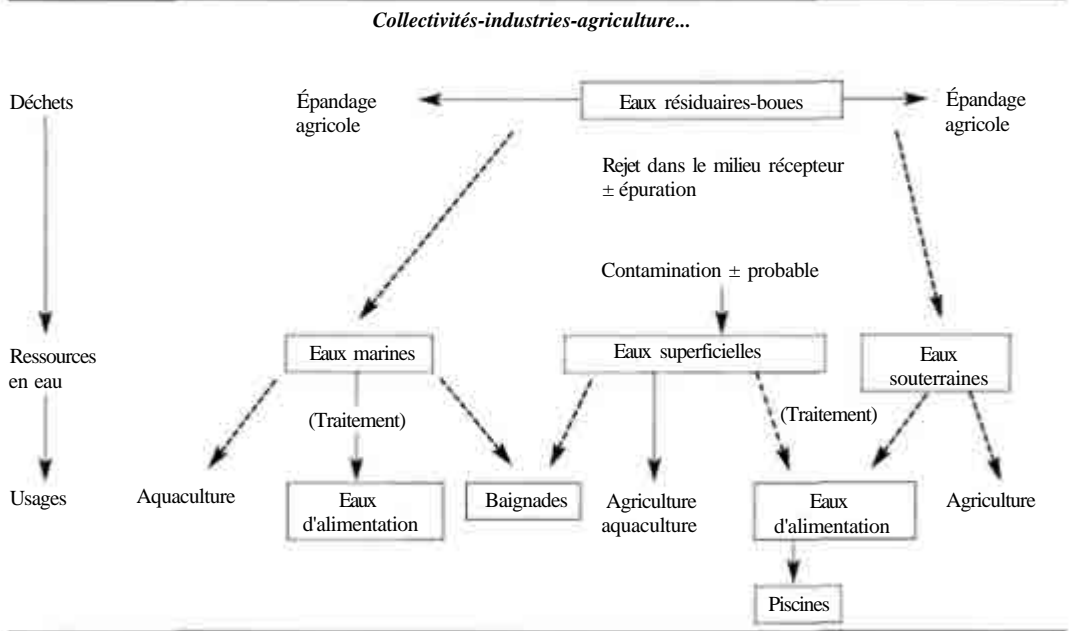 Collectivités-industries-agriculture...
Déchets
Épandage
agricole
Eaux résiduaires-boues
Épandage
agricole
Rejet dans le milieu récepteur
± épuration
Contamination ± probable
Ressources
en eau
Eaux marines
Eaux superficielles
Eaux
souterraines
(Traitement)
(Traitement)
Usages
Aquaculture
Eaux
d'alimentation
Baignades
Agriculture
aquaculture
Eaux
d'alimentation
Agriculture
Piscines